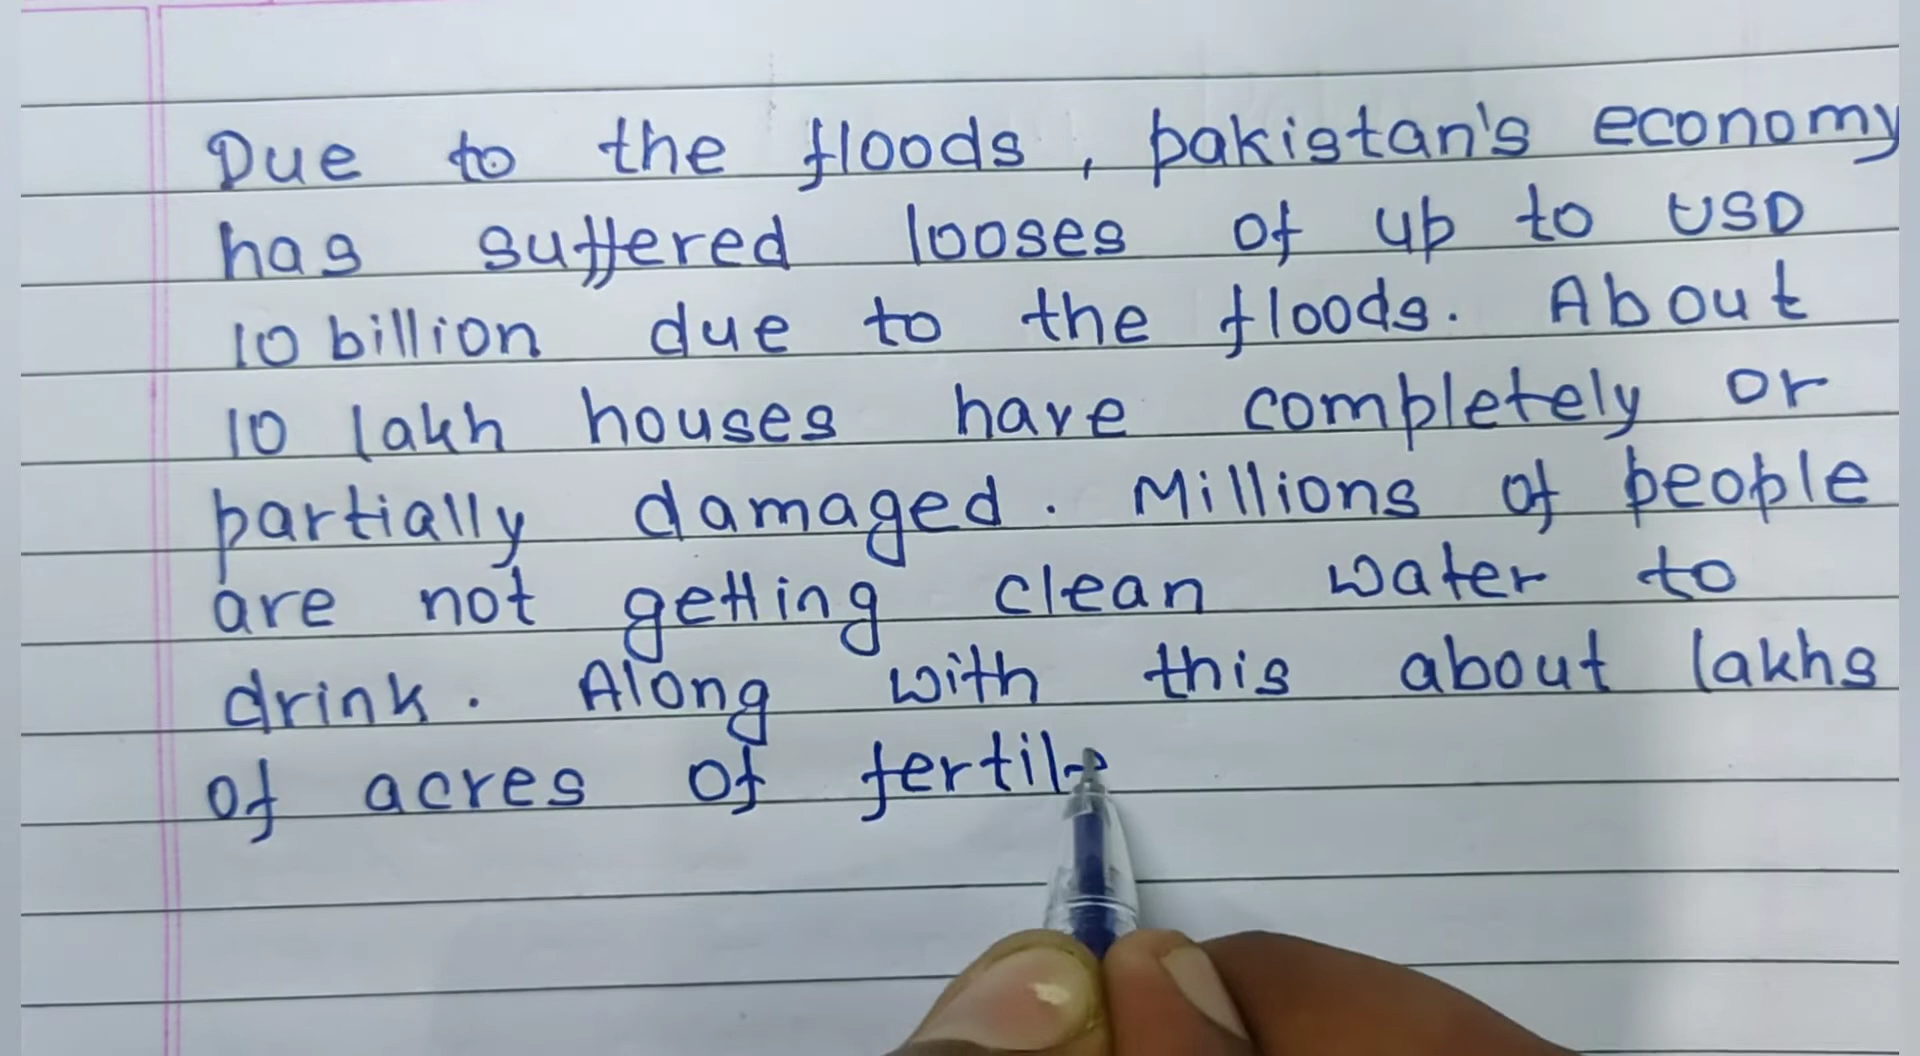 Due to the floods, pakistan's economy
has suffered looses of up to USD
10 billion due to the floods. About
10 lakh houses have completely or
partially damaged. Millions of people
are not getting clean water to
drink. Along with this about lakhs
of acres of fertile